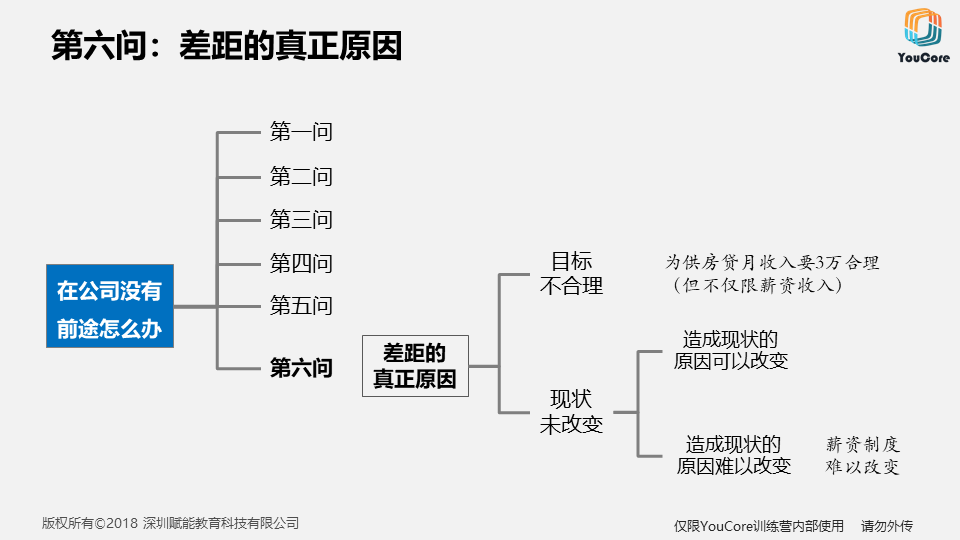 第六问：差距的真正原因
YouCore
第一问
第二问
第三问
第四问
第五问
第六问
在公司没有
前途怎么办
差距的
真正原因
目标
不合理
为供房贷月收入要3万合理
（但不仅限薪资收入）
现状
未改变
造成现状的
原因可以改变
造成现状的
原因难以改变
薪资制度
难以改变
版权所有©2018 深圳赋能教育科技有限公司
仅限YouCore训练营内部使用 请勿外传